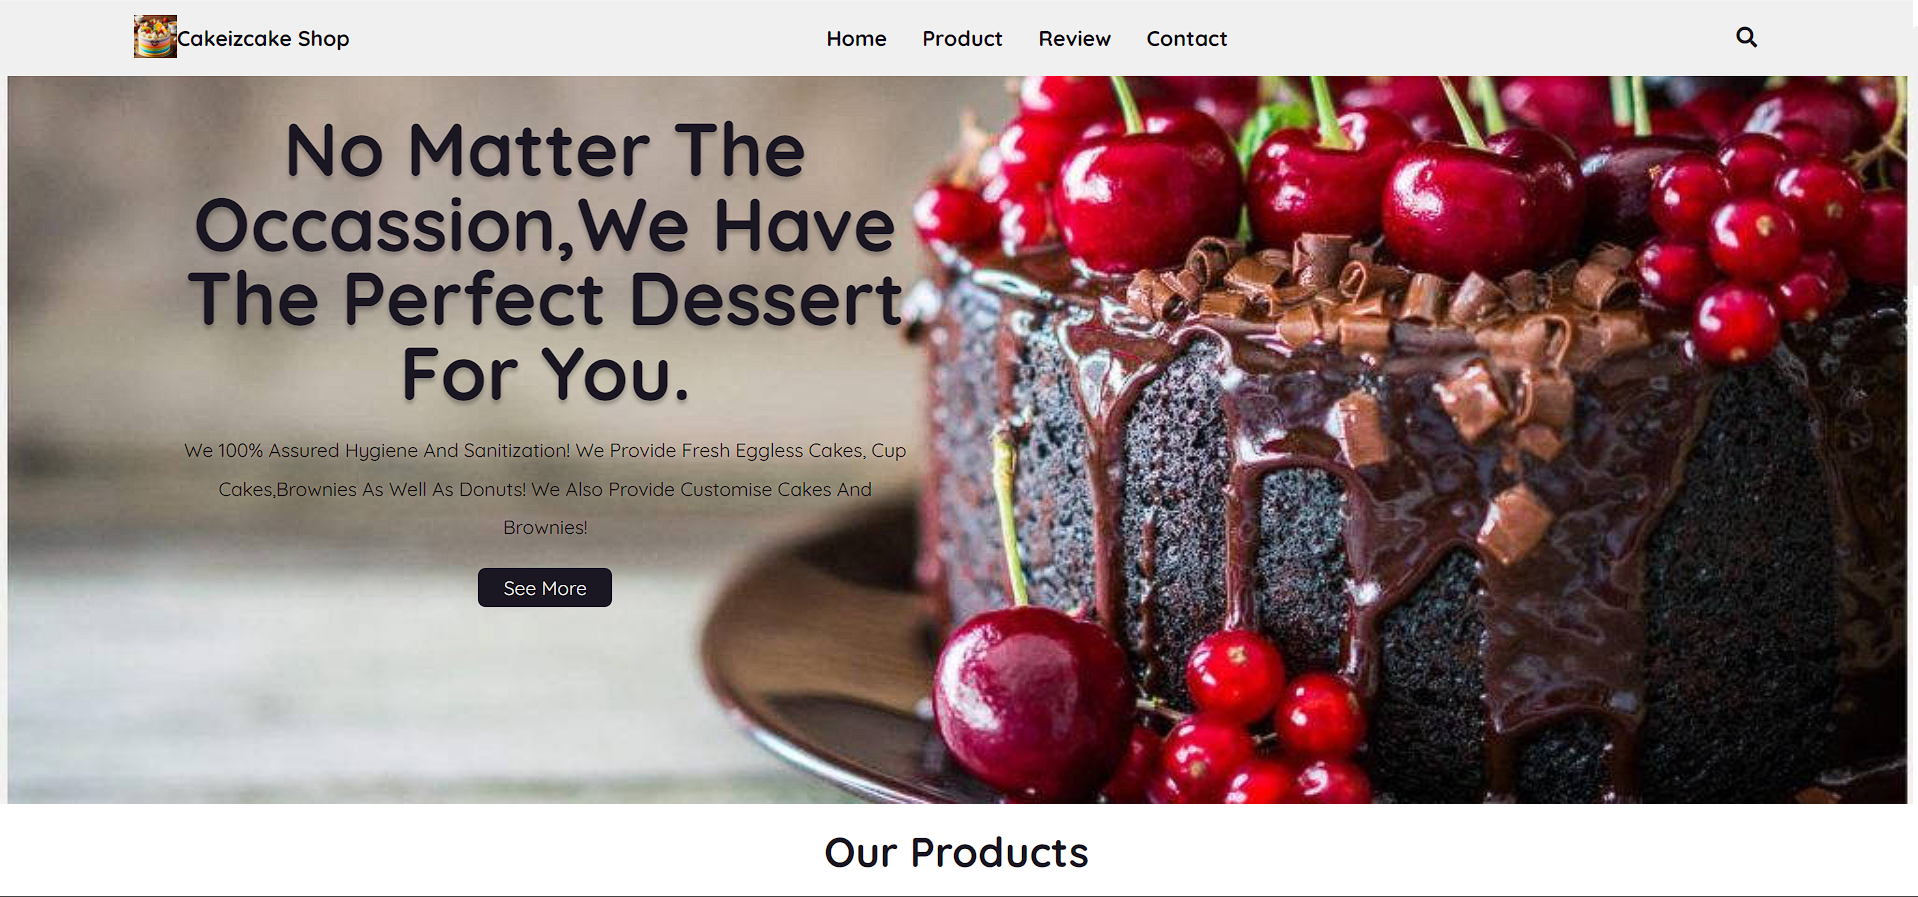 Cakeizcake Shop
Home Product Review Contact
No Matter The
Occassion,We Have
The Perfect Dessert
For You.
We 100% Assured Hygiene And Sanitization! We Provide Fresh Eggless Cakes, Cup
Cakes,Brownies As Well As Donuts! We Also Provide Customise Cakes And
Brownies!
See More
Our Products